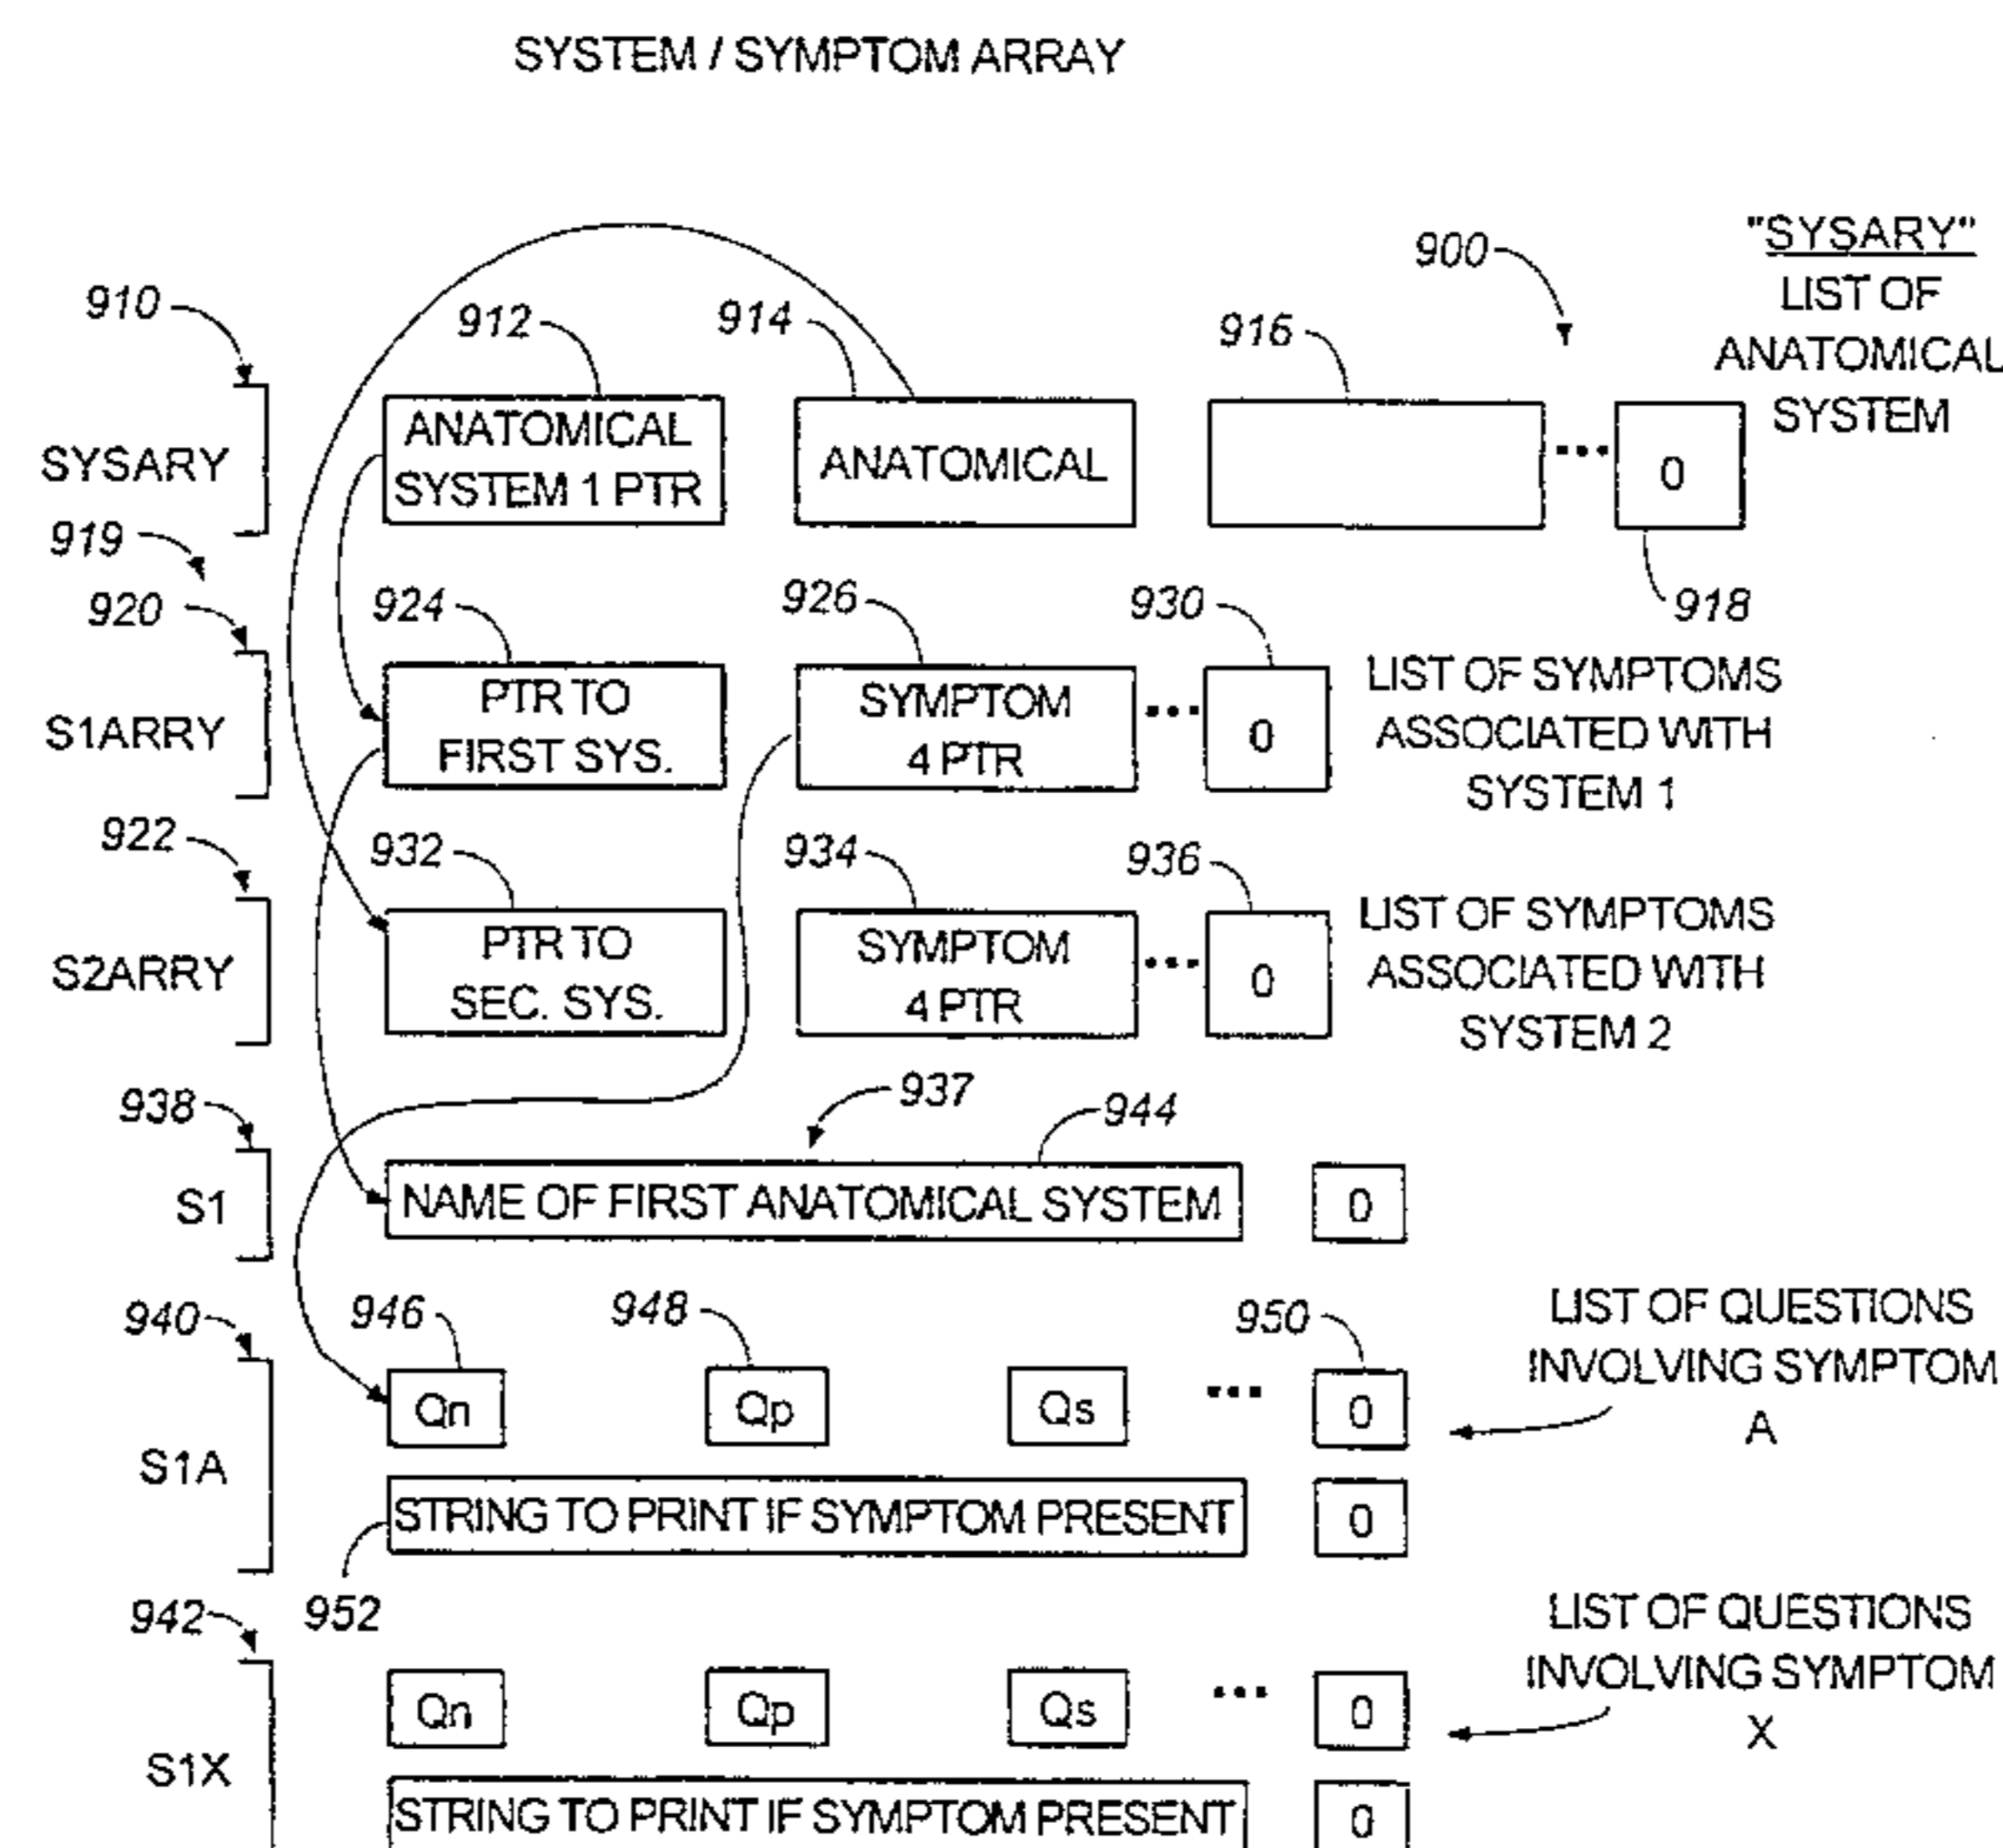 SYSTEM / SYMPTOM ARRAY
"SYSARY"
LIST OF
ANATOMICAL
SYSTEM
900
910
912
914
916
SYSARY
ANATOMICAL
SYSTEM 1 PTR
ANATOMICAL
...
0
918
919
920
924
926
930
S1ARRY
PTR TO
FIRST SYS.
SYMPTOM
4 PTR
...
0
LIST OF SYMPTOMS
ASSOCIATED WITH
SYSTEM 1
922
932
934
936
S2ARRY
PTR TO
SEC. SYS.
SYMPTOM
4 PTR
...
0
LIST OF SYMPTOMS
ASSOCIATED WITH
SYSTEM 2
938
937
944
S1
NAME OF FIRST ANATOMICAL SYSTEM
0
940
946
948
950
S1A
Qn
Qp
Qs
...
0
LIST OF QUESTIONS
INVOLVING SYMPTOM
A
STRING TO PRINT IF SYMPTOM PRESENT
0
952
942
S1X
Qn
Qp
Qs
...
0
LIST OF QUESTIONS
INVOLVING SYMPTOM
X
STRING TO PRINT IF SYMPTOM PRESENT
0